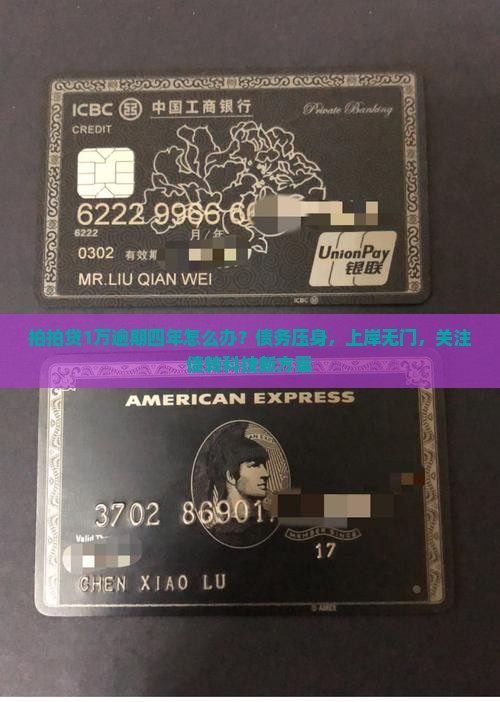 ICBC 中国工商银行
Private Banking
CREDIT
6222 9966 6
6222
月/年
0302 有效期
UnionPay
银联
MR.LIU QIAN WEI
ICBC
拍拍贷1万逾期四年怎么办？债务压身，上岸无门，关注
AMERICAN EXPRESS
3702 86901
MEMBER SINCE
17
CHEN XIAO LU
© AMEX